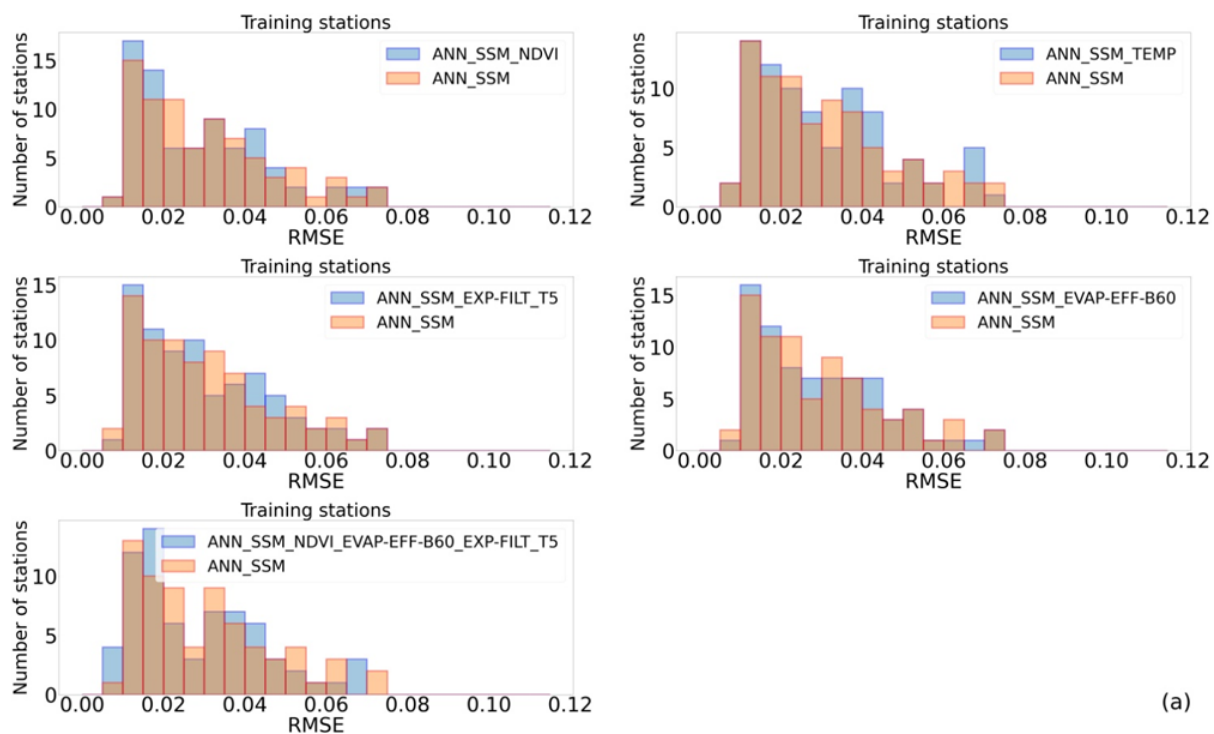 Training stations
Number of stations
15
10
5
0
ANN_SSM_NDVI
ANN_SSM
0.00 0.02 0.04 0.06 0.08 0.10 0.12
RMSE
Training stations
Number of stations
10
5
0
ANN_SSM_TEMP
ANN_SSM
0.00 0.02 0.04 0.06 0.08 0.10 0.12
RMSE
Training stations
Number of stations
15
10
5
0
ANN_SSM_EXP-FILT_T5
ANN_SSM
0.00 0.02 0.04 0.06 0.08 0.10 0.12
RMSE
Training stations
Number of stations
15
10
5
0
ANN_SSM_EVAP-EFF-B60
ANN_SSM
0.00 0.02 0.04 0.06 0.08 0.10 0.12
RMSE
Training stations
Number of stations
10
5
0
ANN_SSM_NDVI_EVAP-EFF-B60_EXP-FILT_T5
ANN_SSM
0.00 0.02 0.04 0.06 0.08 0.10 0.12
RMSE
(a)